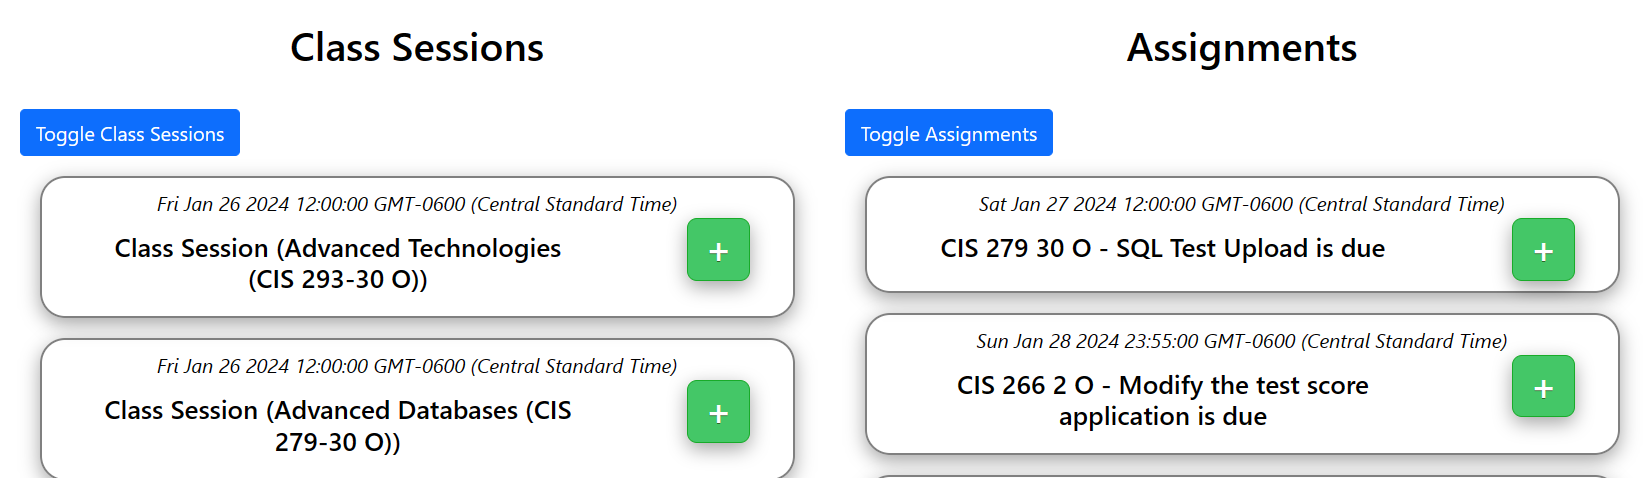 Class Sessions
Toggle Class Sessions
Fri Jan 26 2024 12:00:00 GMT-0600 (Central Standard Time)
Class Session (Advanced Technologies
(CIS 293-30 O))
+
Fri Jan 26 2024 12:00:00 GMT-0600 (Central Standard Time)
Class Session (Advanced Databases (CIS
279-30 O))
+
Assignments
Toggle Assignments
Sat Jan 27 2024 12:00:00 GMT-0600 (Central Standard Time)
CIS 279 30 O - SQL Test Upload is due
+
Sun Jan 28 2024 23:55:00 GMT-0600 (Central Standard Time)
CIS 266 2 O - Modify the test score
application is due
+